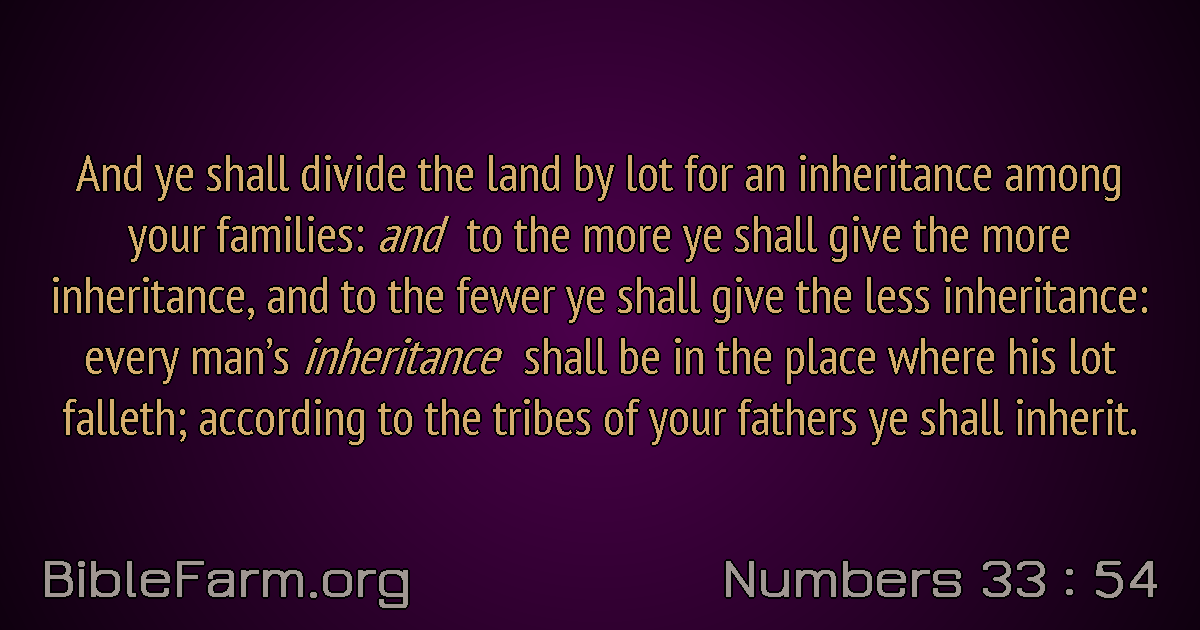 And ye shall divide the land by lot for an inheritance among
your families: and to the more ye shall give the more
inheritance, and to the fewer ye shall give the less inheritance:
every man’s inheritance shall be in the place where his lot
falleth; according to the tribes of your fathers ye shall inherit.
BibleFarm.org
Numbers 33 : 54